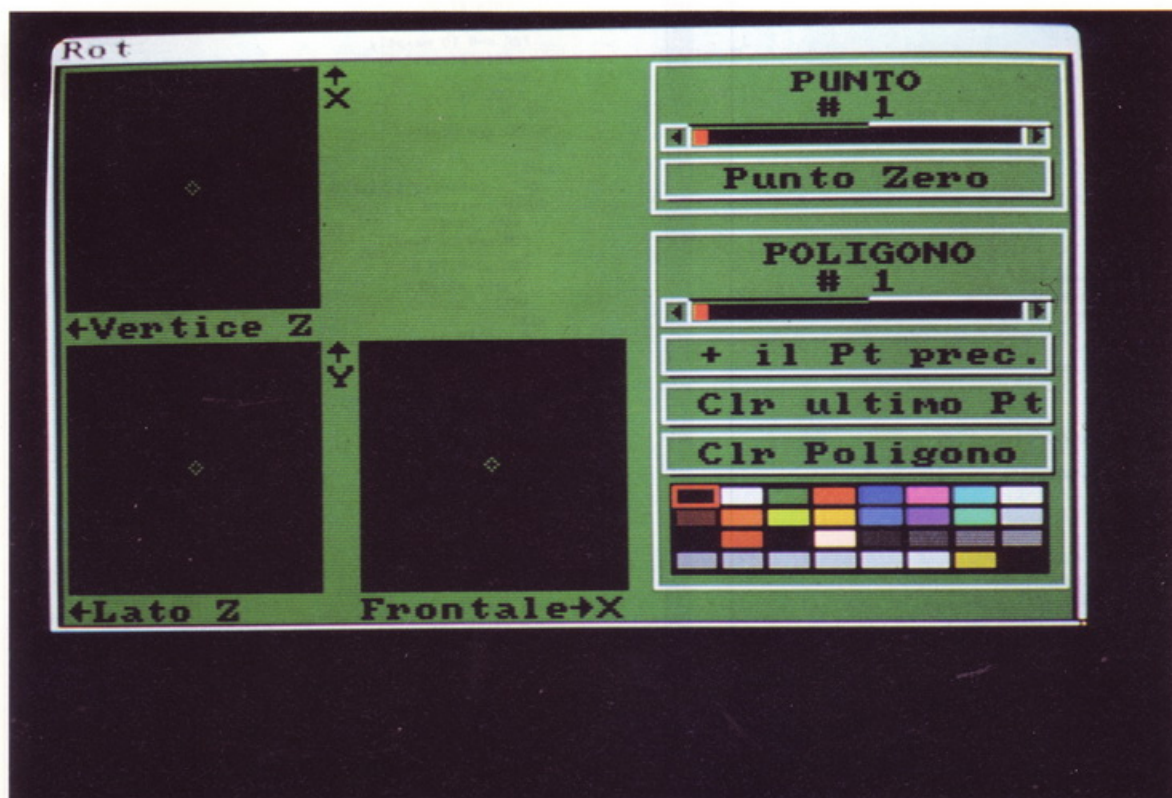 Rot
↑
X
←Vertice Z
↑
Y
←Lato Z
Frontale→X
PUNTO
# 1
Punto Zero
POLIGONO
# 1
+ il Pt prec.
Clr ultimo Pt
Clr Poligono